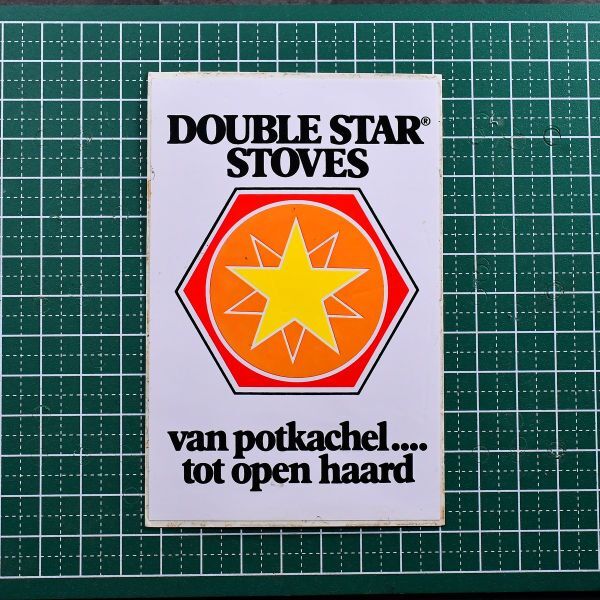 DOUBLE STAR®
STOVES
van potkachel....
tot open haard